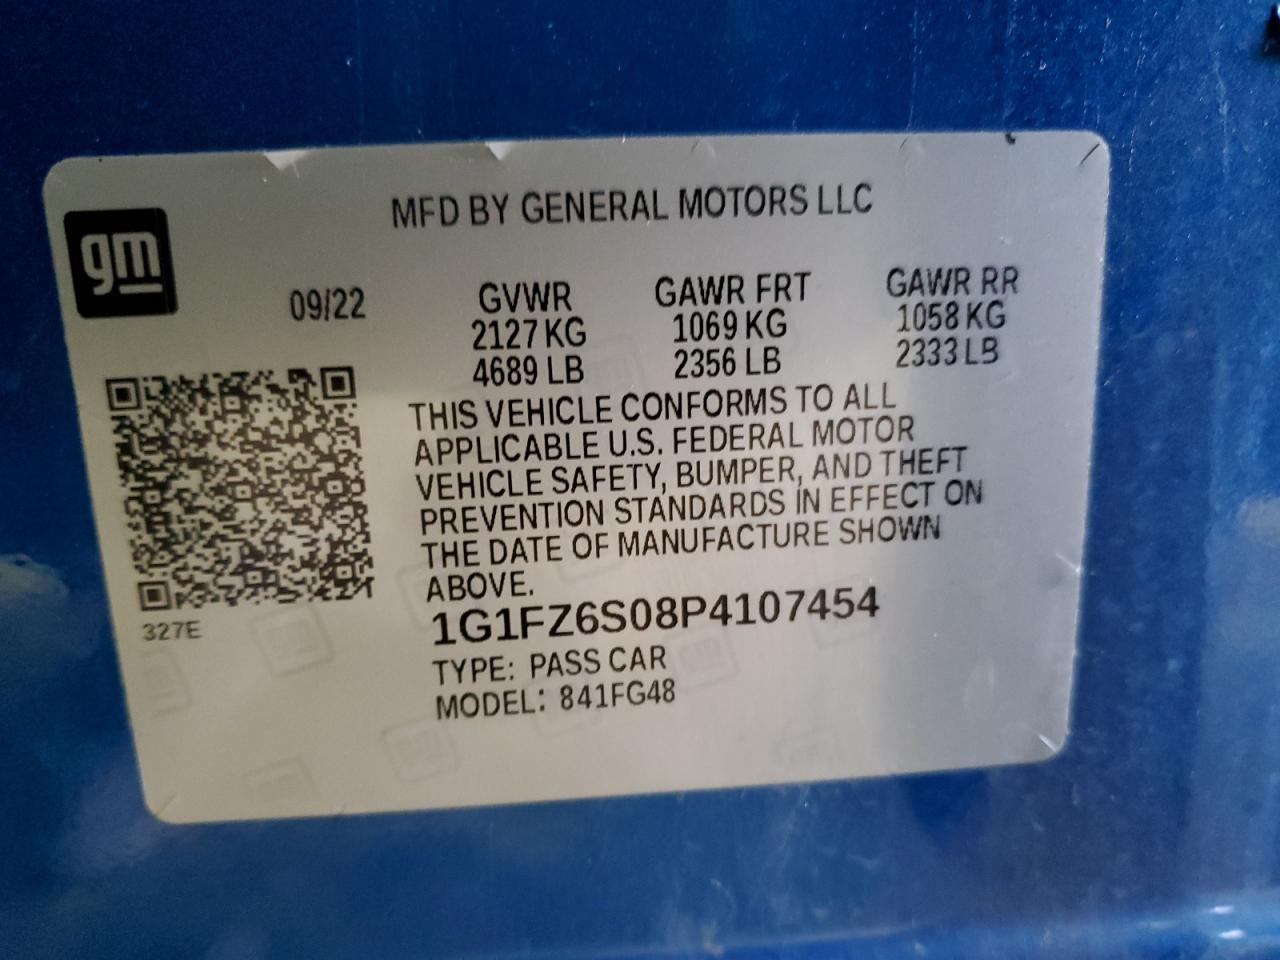 gm
MFD BY GENERAL MOTORS LLC
09/22
GVWR
2127 KG
4689 LB
GAWR FRT
1069 KG
2356 LB
GAWR RR
1058 KG
2333 LB
THIS VEHICLE CONFORMS TO ALL
APPLICABLE U.S. FEDERAL MOTOR
VEHICLE SAFETY, BUMPER, AND THEFT
PREVENTION STANDARDS IN EFFECT ON
THE DATE OF MANUFACTURE SHOWN
ABOVE.
327E
1G1FZ6S08P4107454
TYPE: PASS CAR
MODEL: 841FG48